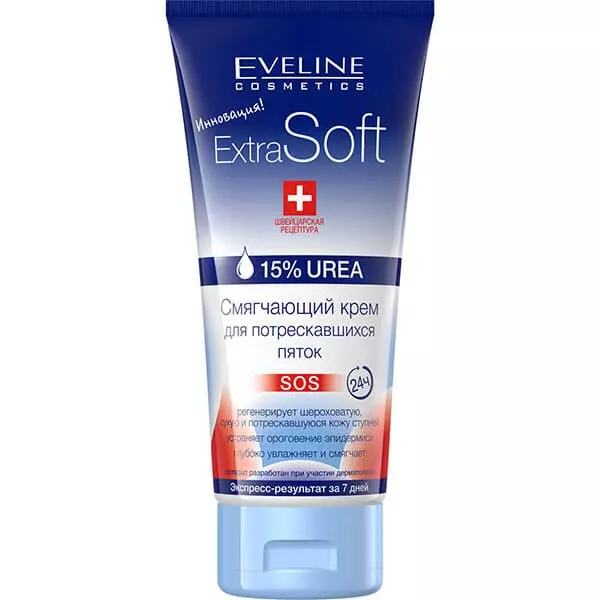 EVELINE
COSMETICS
Инновация!
Extra Soft
ШВЕЙЦАРСКАЯ
РЕЦЕПТУРА
15% UREA
Смягчающий крем
для потрескавшихся
пяток
SOS
24ч
регенерирует шероховатую,
сухую и потрескавшуюся кожу ступней
устраняет ороговение эпидермиса
глубоко увлажняет и смягчает
разработан при участии
Экспресс-результат за 7 дней